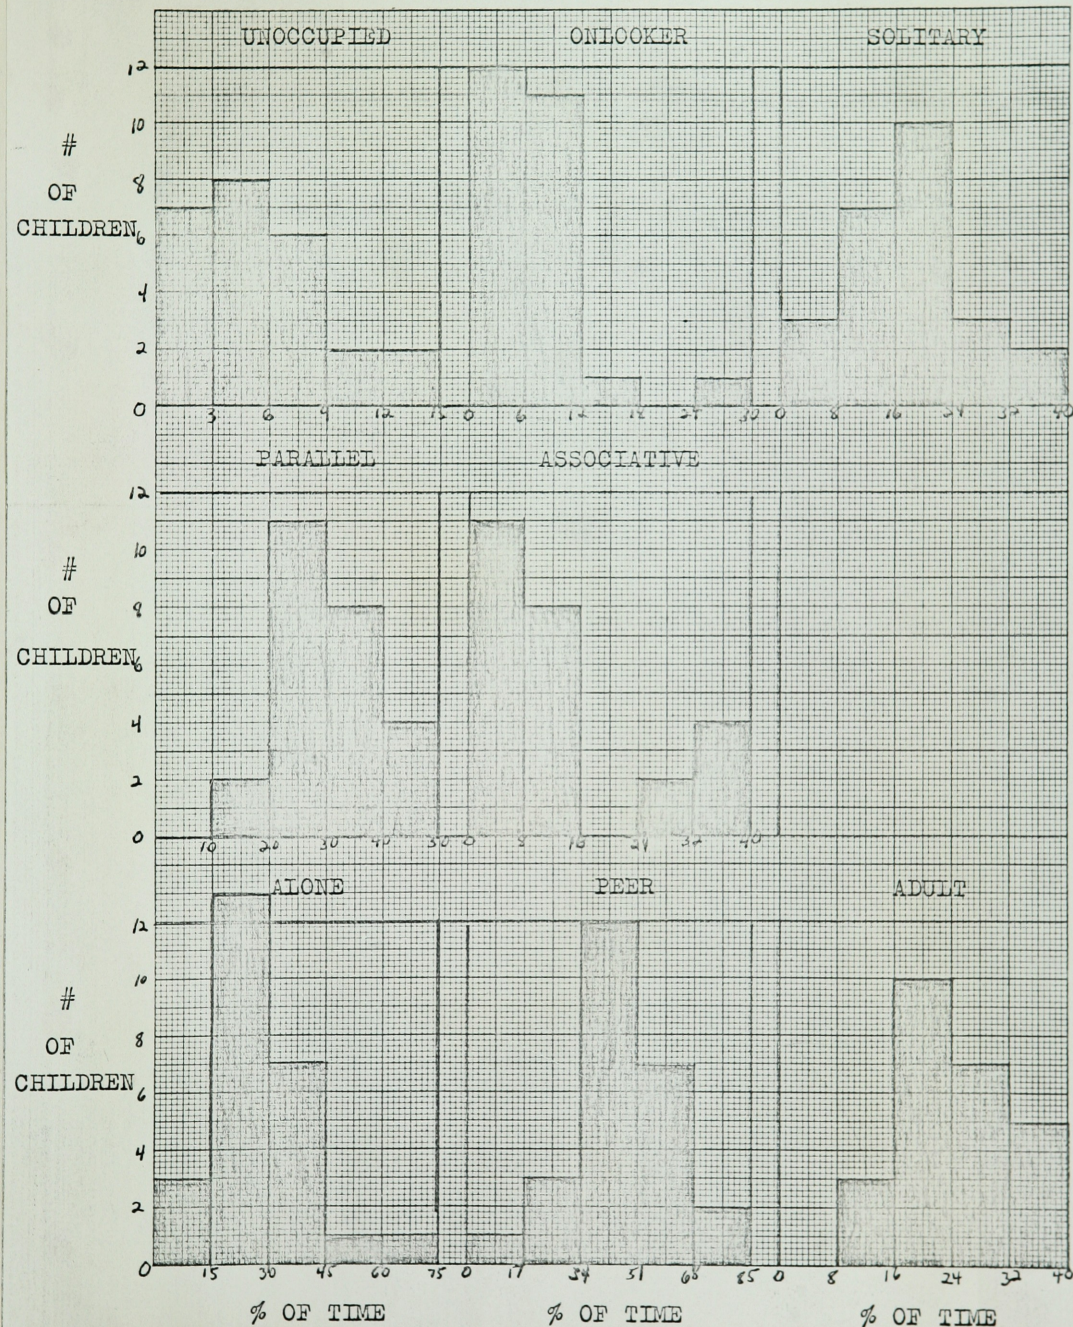 UNOCCUPIED ONLOOKER SOLITARY
12
10
#
8
OF
CHILDREN
6
4
2
0 3 6 9 12 15 0 6 12 18 24 30 0 8 16 24 32 40
PARALLEL ASSOCIATIVE
12
10
#
OF
8
CHILDREN
6
4
2
0 10 20 30 40 50 0 8 16 24 32 40
ALONE PEER ADULT
12
10
#
8
OF
CHILDREN
6
4
2
0 15 30 45 60 75 0 17 34 51 68 85 0 8 16 24 32 40
% OF TIME % OF TIME % OF TIME